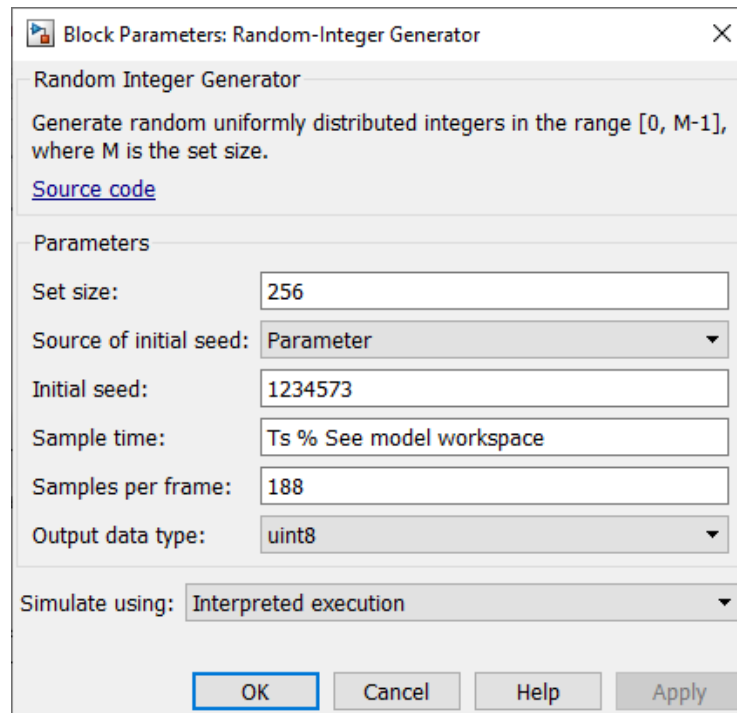 Block Parameters: Random-Integer Generator
Random Integer Generator
Generate random uniformly distributed integers in the range [0, M-1],
where M is the set size.
Source code
Parameters
Set size: 256
Source of initial seed: Parameter
Initial seed: 1234573
Sample time: Ts % See model workspace
Samples per frame: 188
Output data type: uint8
Simulate using: Interpreted execution
OK Cancel Help Apply